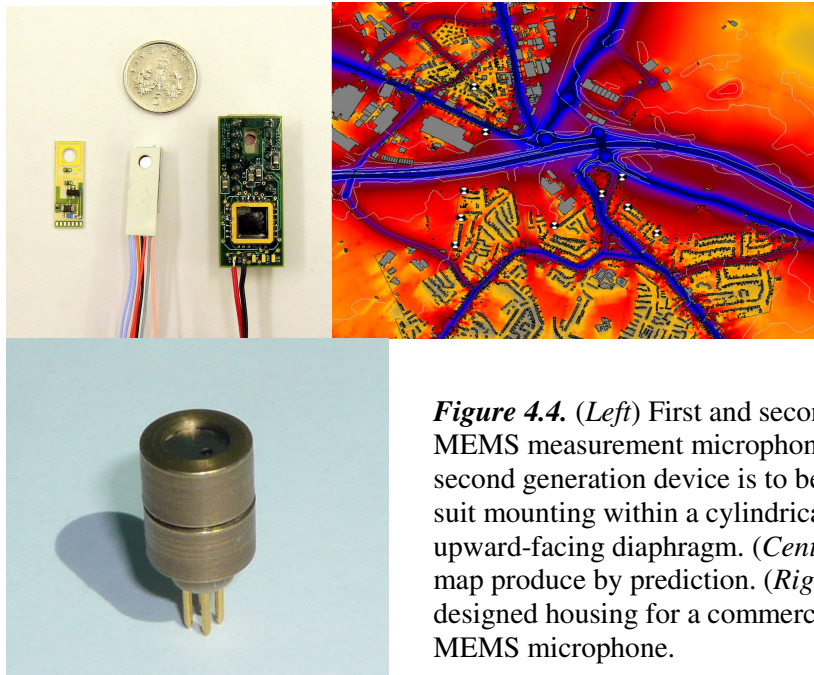 Figure 4.4. (Left) First and secon
MEMS measurement microphon
second generation device is to be
suit mounting within a cylindrica
upward-facing diaphragm. (Cent
map produce by prediction. (Rig
designed housing for a commerc
MEMS microphone.